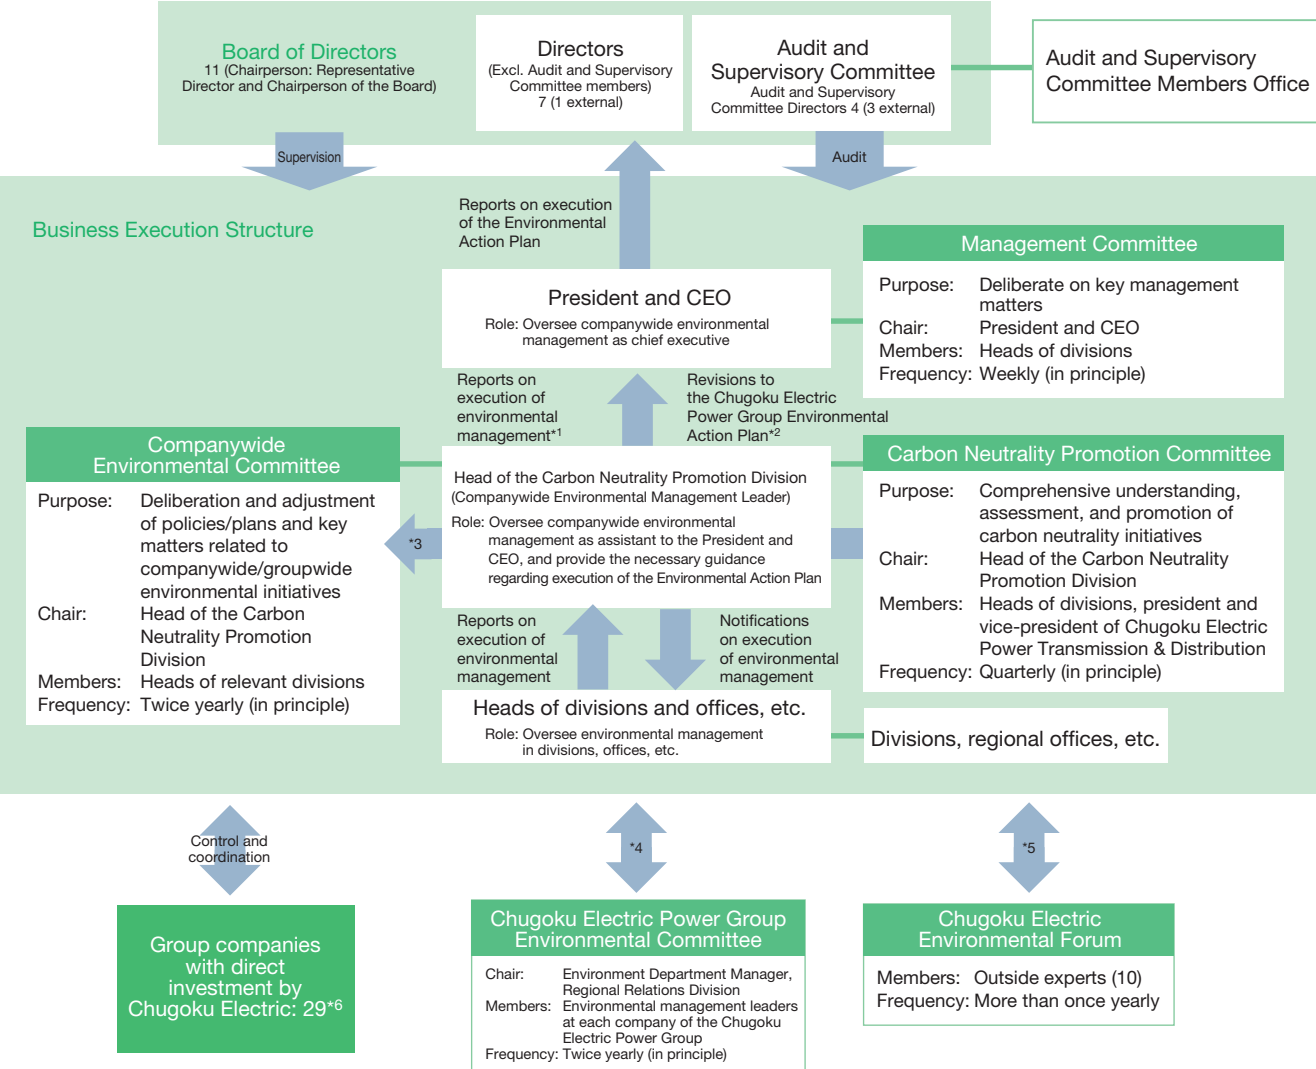 Board of Directors
11 (Chairperson: Representative
Director and Chairperson of the Board)
Directors
(Excl. Audit and Supervisory
Committee members)
7 (1 external)
Audit and
Supervisory Committee
Audit and Supervisory
Committee Directors 4 (3 external)
Audit and Supervisory
Committee Members Office
Supervision
Audit
Business Execution Structure
Reports on execution
of the Environmental
Action Plan
President and CEO
Role: Oversee companywide environmental
management as chief executive
Management Committee
Purpose: Deliberate on key management
matters
Chair: President and CEO
Members: Heads of divisions
Frequency: Weekly (in principle)
Reports on
execution of
environmental
management*1
Revisions to
the Chugoku Electric
Power Group Environmental
Action Plan*2
Companywide
Environmental Committee
Purpose: Deliberation and adjustment
of policies/plans and key
matters related to
companywide/groupwide
environmental initiatives
Chair: Head of the Carbon
Neutrality Promotion
Division
Members: Heads of relevant divisions
Frequency: Twice yearly (in principle)
*3
Head of the Carbon Neutrality Promotion Division
(Companywide Environmental Management Leader)
Role: Oversee companywide environmental
management as assistant to the President and
CEO, and provide the necessary guidance
regarding execution of the Environmental Action Plan
Carbon Neutrality Promotion Committee
Purpose: Comprehensive understanding,
assessment, and promotion of
carbon neutrality initiatives
Chair: Head of the Carbon Neutrality
Promotion Division
Members: Heads of divisions, president and
vice-president of Chugoku Electric
Power Transmission & Distribution
Frequency: Quarterly (in principle)
Reports on
execution of
environmental
management
Notifications
on execution
of environmental
management
Heads of divisions and offices, etc.
Role: Oversee environmental management
in divisions, offices, etc.
Divisions, regional offices, etc.
Control and
coordination
*4
*5
Group companies
with direct
investment by
Chugoku Electric: 29*6
Chugoku Electric Power Group
Environmental Committee
Chair: Environment Department Manager,
Regional Relations Division
Members: Environmental management leaders
at each company of the Chugoku
Electric Power Group
Frequency: Twice yearly (in principle)
Chugoku Electric
Environmental Forum
Members: Outside experts (10)
Frequency: More than once yearly